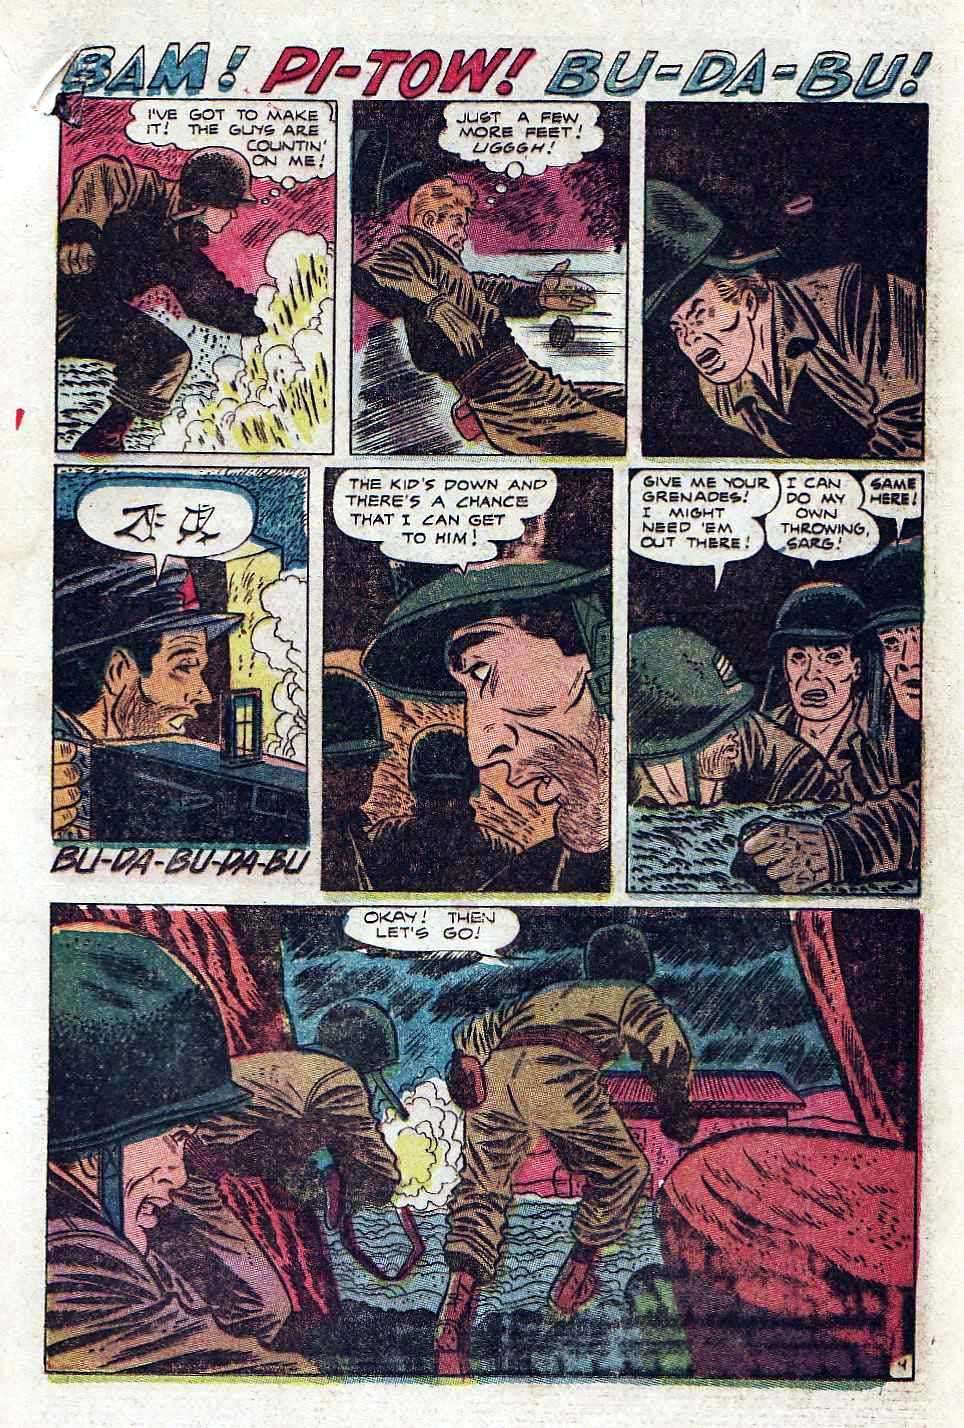 BAM! PI-TOW! BU-DA-BU!
I'VE GOT TO MAKE
IT! THE GUYS ARE
COUNTIN'
ON ME!
JUST A FEW
MORE FEET!
UGGGH!
BU-DA-BU-DA-BU
THE KID'S DOWN AND
THERE'S A CHANCE
THAT I CAN GET
TO HIM!
GIVE ME YOUR
GRENADES!
I MIGHT
NEED 'EM
OUT THERE!
I CAN
DO MY
OWN
THROWING,
SARG!
SAME
HERE!
OKAY! THEN
LET'S GO!
4